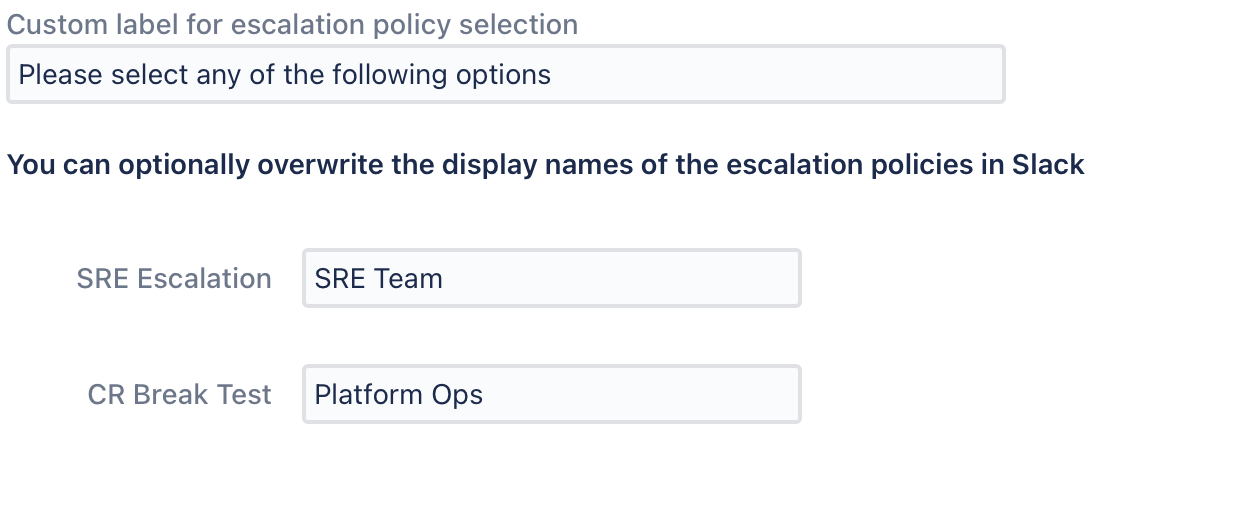 Custom label for escalation policy selection
Please select any of the following options
You can optionally overwrite the display names of the escalation policies in Slack
SRE Escalation SRE Team
CR Break Test Platform Ops